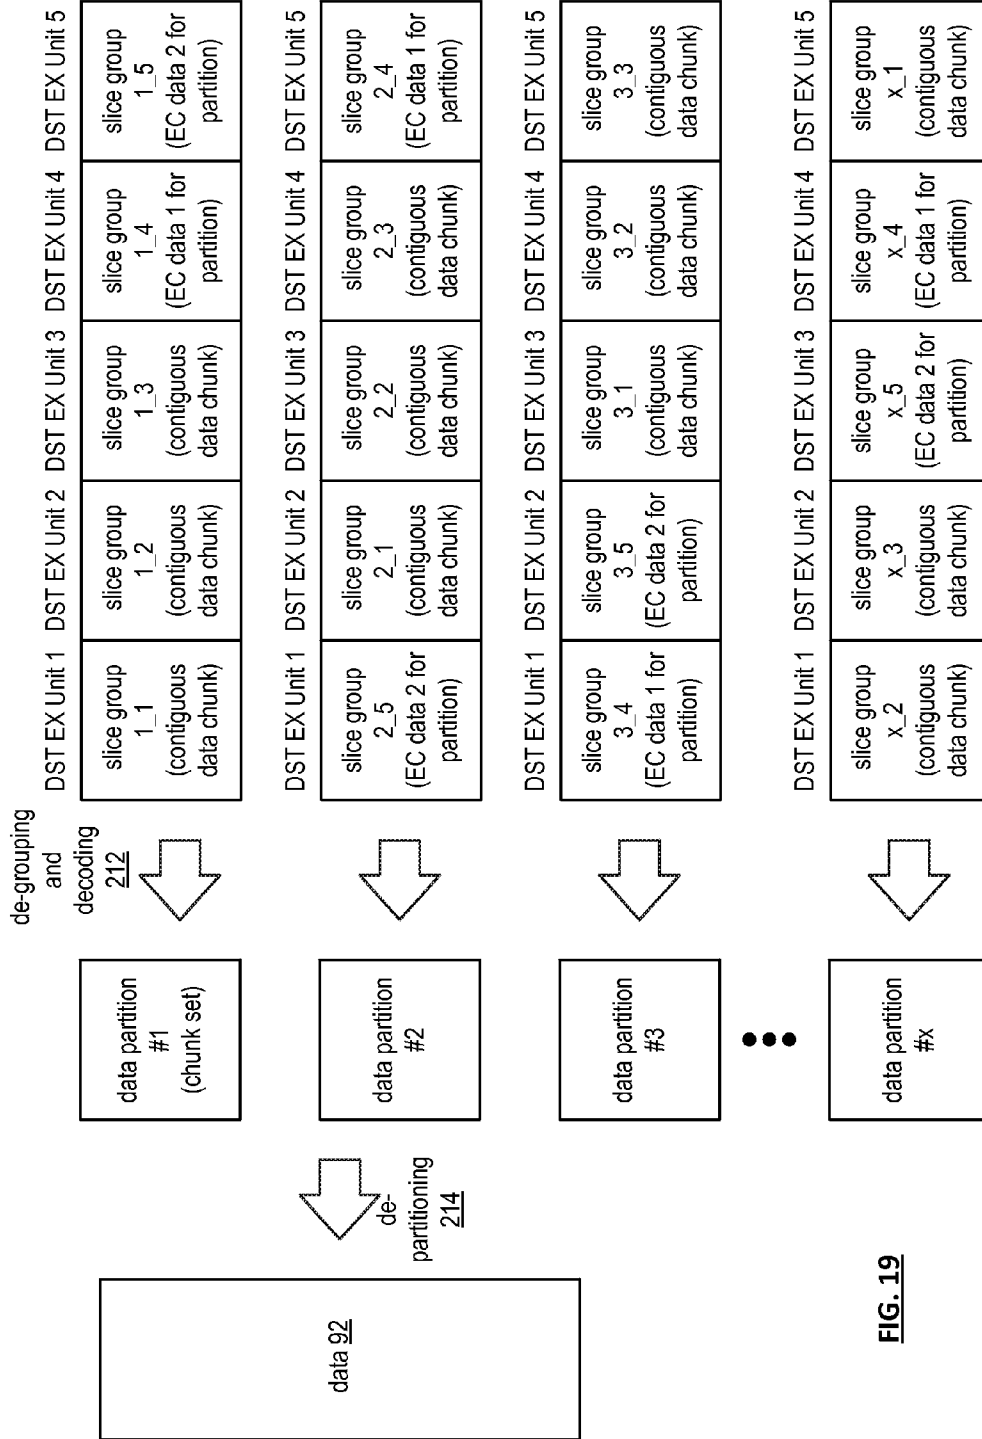 data 92
de-
partitioning
214
data partition
#1
(chunk set)
data partition
#2
data partition
#3
data partition
#x
de-grouping
and
decoding
212
DST EX Unit 1
slice group
1_1
(contiguous
data chunk)
DST EX Unit 2
slice group
1_2
(contiguous
data chunk)
DST EX Unit 3
slice group
1_3
(contiguous
data chunk)
DST EX Unit 4
slice group
1_4
(EC data 1 for
partition)
DST EX Unit 5
slice group
1_5
(EC data 2 for
partition)
DST EX Unit 1
slice group
2_5
(EC data 2 for
partition)
DST EX Unit 2
slice group
2_1
(contiguous
data chunk)
DST EX Unit 3
slice group
2_2
(contiguous
data chunk)
DST EX Unit 4
slice group
2_3
(contiguous
data chunk)
DST EX Unit 5
slice group
2_4
(EC data 1 for
partition)
DST EX Unit 1
slice group
3_4
(EC data 1 for
partition)
DST EX Unit 2
slice group
3_5
(EC data 2 for
partition)
DST EX Unit 3
slice group
3_1
(contiguous
data chunk)
DST EX Unit 4
slice group
3_2
(contiguous
data chunk)
DST EX Unit 5
slice group
3_3
(contiguous
data chunk)
DST EX Unit 1
slice group
x_2
(contiguous
data chunk)
DST EX Unit 2
slice group
x_3
(contiguous
data chunk)
DST EX Unit 3
slice group
x_5
(EC data 2 for
partition)
DST EX Unit 4
slice group
x_4
(EC data 1 for
partition)
DST EX Unit 5
slice group
x_1
(contiguous
data chunk)
FIG. 19